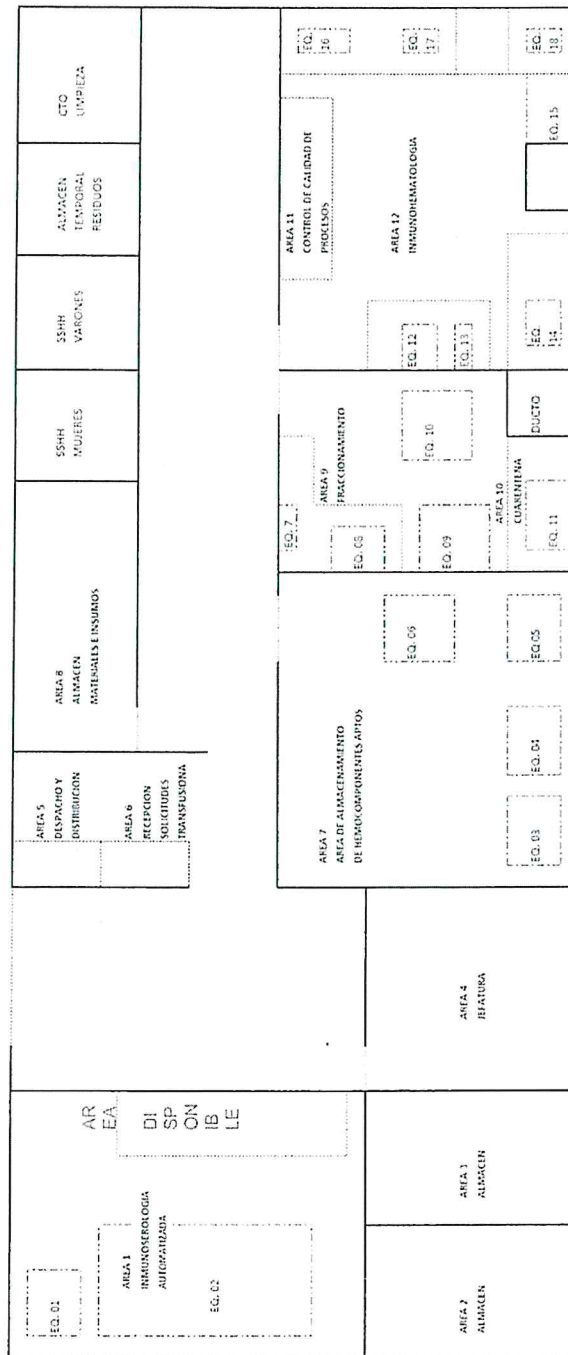 EQ. 01
AREA 1
INMUNOSEROLOGIA
AUTOMATIZADA
EQ. 02
AR
EA
DI
SP
ON
IB
LE
AREA 2
ALMACEN
AREA 3
ALMACEN
AREA 4
JEFATURA
AREA 5
DESPACHO Y
DISTRIBUCION
AREA 6
RECEPCION
SOLICITUDES
TRANSFUSIONA
AREA 8
ALMACEN
MATERIALES E INSUMOS
SSHH
MUJERES
SSHH
VARONES
ALMACEN
TEMPORAL
RESIDUOS
CTO
LIMPIEZA
AREA 7
AREA DE ALMACENAMIENTO
DE HEMOCOMPONENTES APTOS
EQ. 03
EQ. 04
EQ.05
EQ. 06
EQ. 7
EQ. 08
EQ. 09
AREA 9
FRACCIONAMIENTO
EQ. 10
AREA 10
CUARENTENA
EQ. 11
DUCTO
AREA 11
CONTROL DE CALIDAD DE
PROCESOS
AREA 12
INMUNOHEMATOLOGIA
EQ. 12
EQ. 13
EQ.
14
EQ. 15
EQ.
16
EQ.
17
EQ.
18